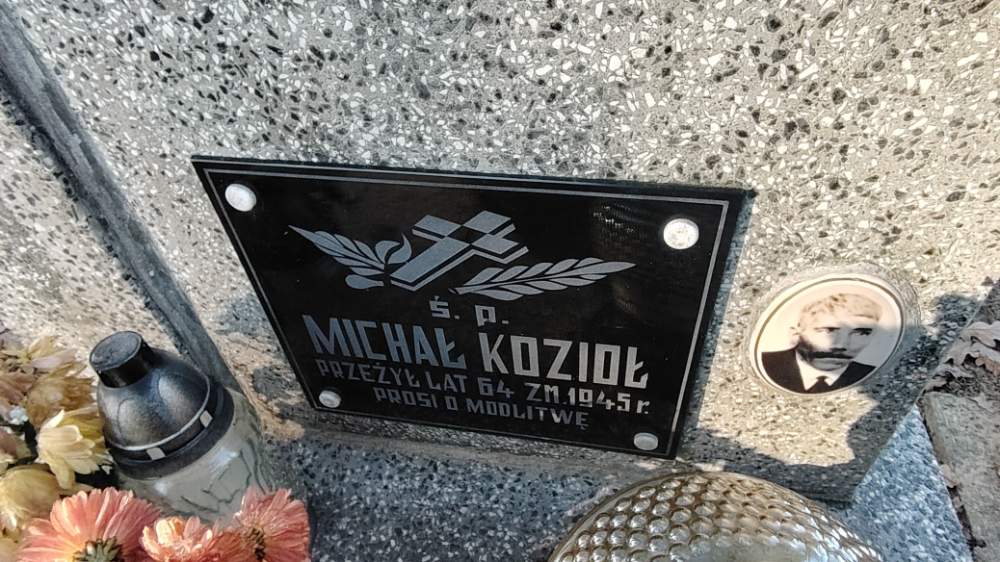 ś. p.
MICHAŁ KOZIOŁ
PRZEŻYŁ LAT 64 ZM. 1945 r.
PROSI O MODLITWĘ